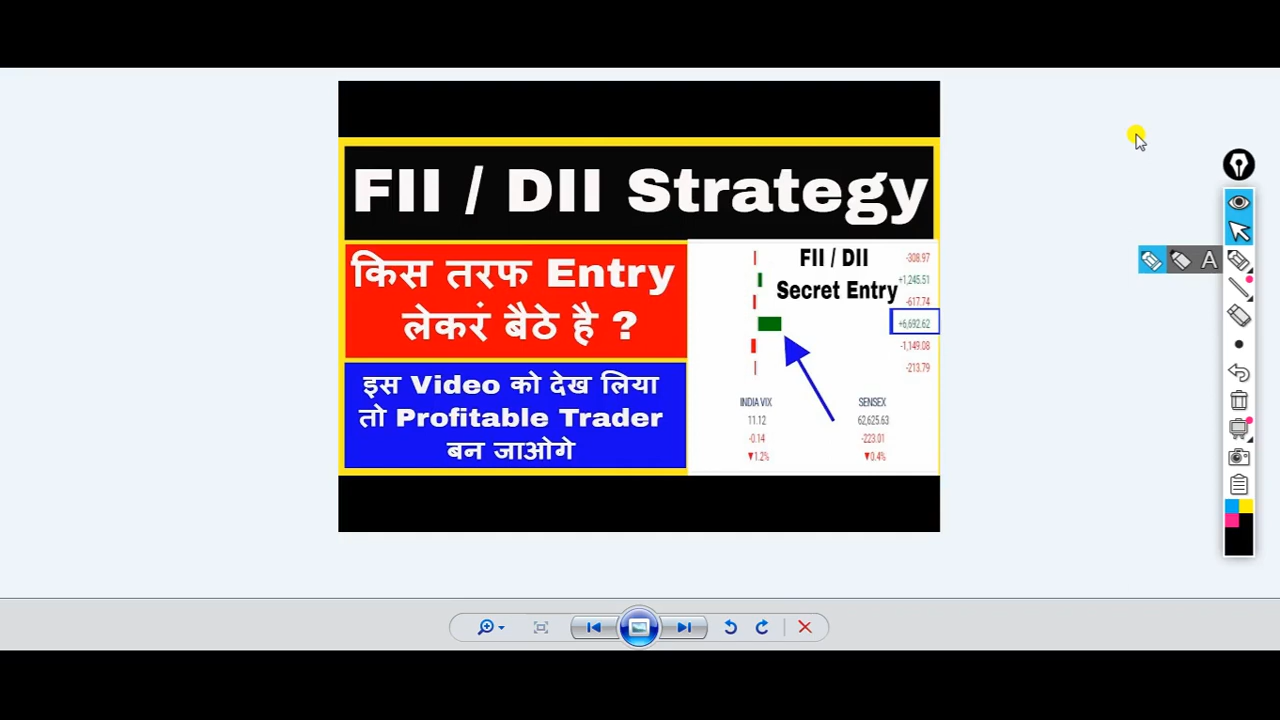 FII / DII Strategy
किस तरफ Entry
लेकरं बैठे है ?
इस Video को देख लिया
तो Profitable Trader
बन जाओगे
FII / DII
Secret Entry
-308.97
+1,245.51
-617.74
+6,692.62
-1,149.08
-213.79
INDIA VIX
11.12
-0.14
▼1.2%
SENSEX
62,625.63
-223.01
▼0.4%
A